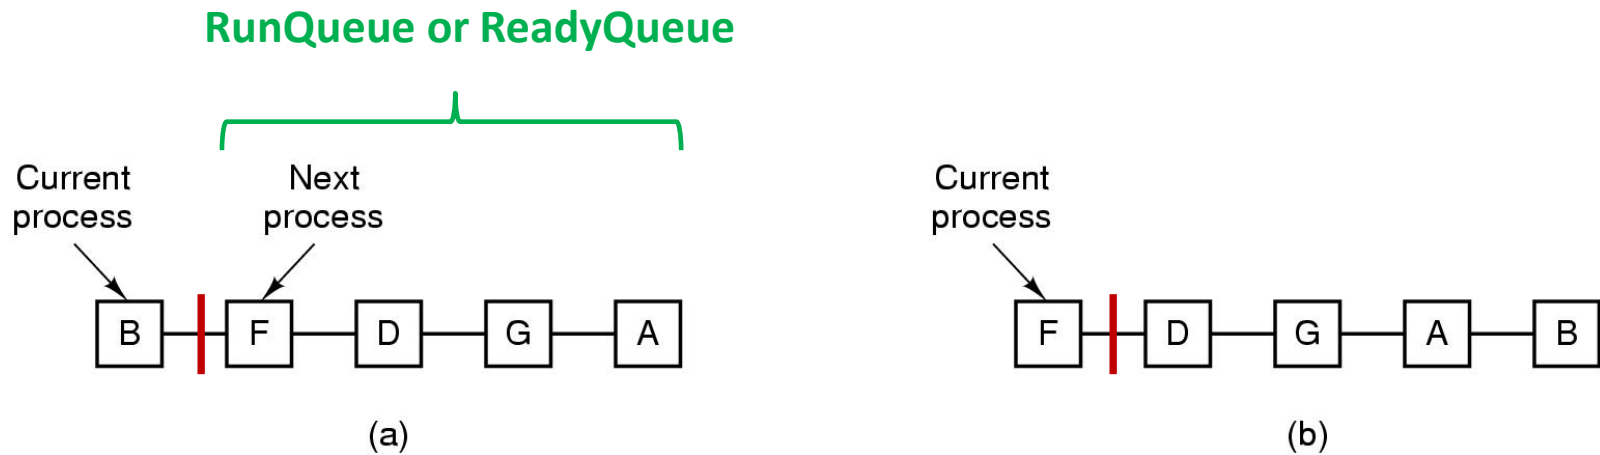 RunQueue or ReadyQueue
Current
process
Next
process
B F D G A
(a)
Current
process
F D G A B
(b)